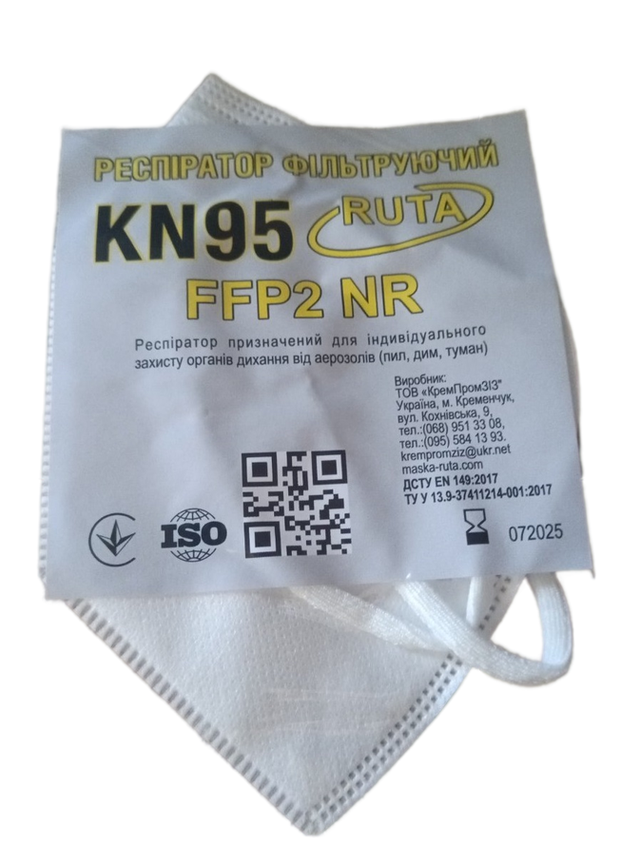 РЕСПІРАТОР ФІЛЬТРУЮЧИЙ
KN95 RUTA
FFP2 NR
Респіратор призначений для індивідуального
захисту органів дихання від аерозолів (пил, дим, туман)
Виробник:
ТОВ «КремПромЗІЗ"
Україна, м. Кременчук,
вул. Кохнівська, 9,
тел.:(068) 951 33 08,
тел.:(095) 584 13 93.
krempromziz@ukr.net
maska-ruta.com
ДСТУ EN 149:2017
ТУ У 13.9-37411214-001:2017
ISO
072025